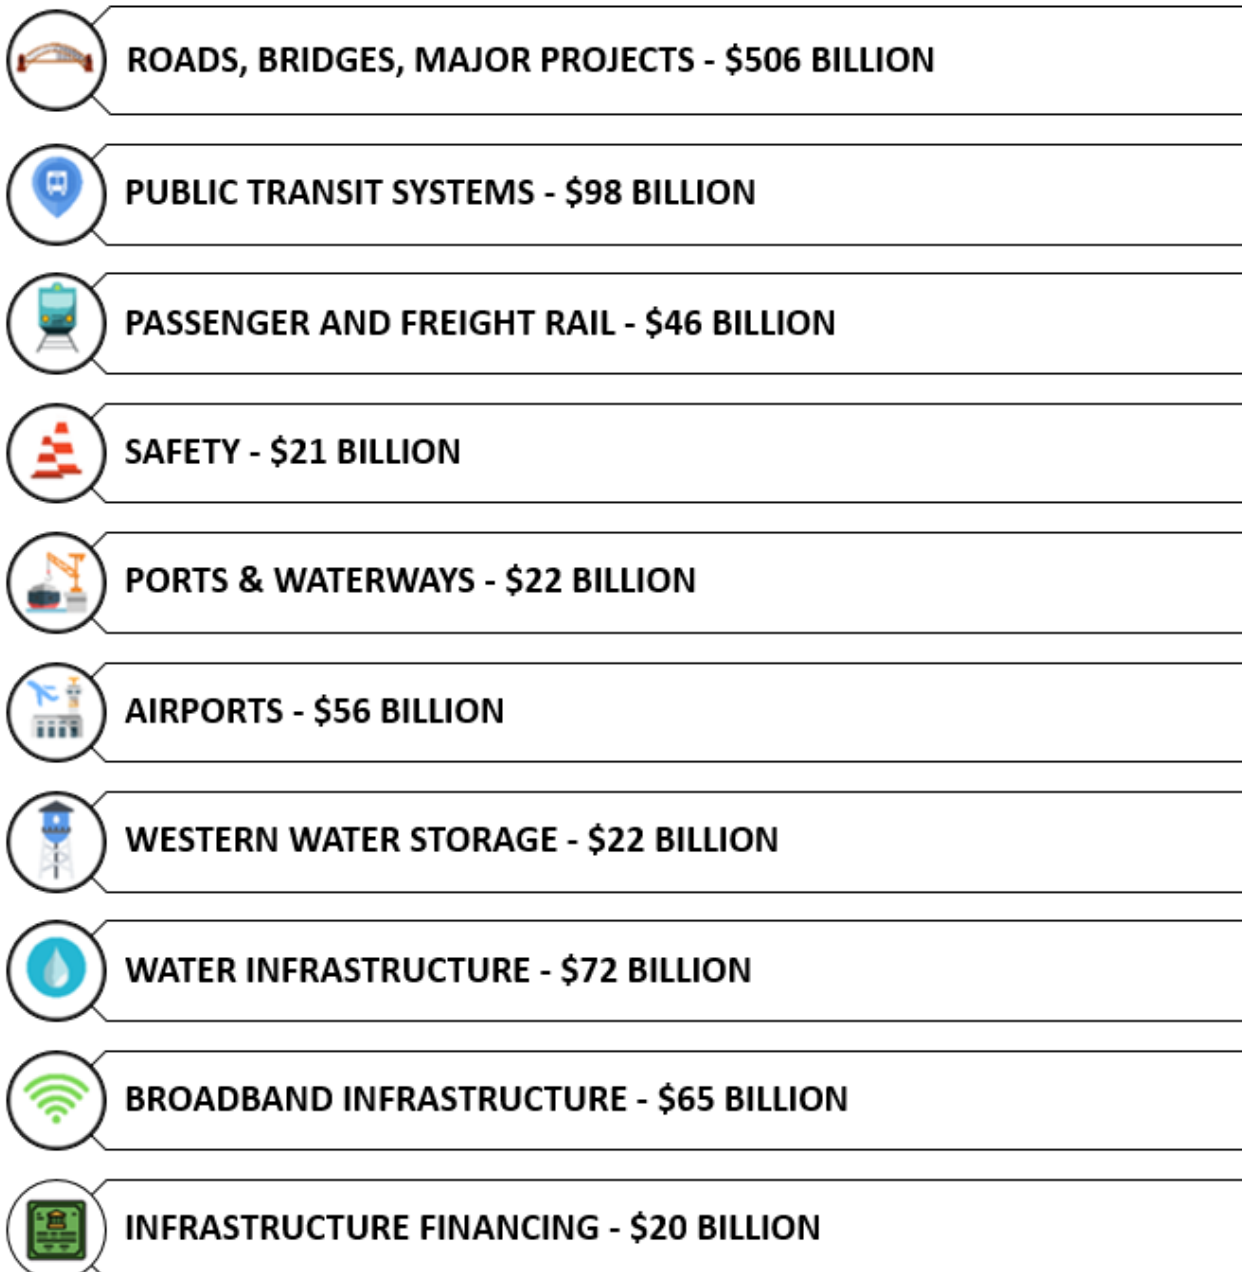 ROADS, BRIDGES, MAJOR PROJECTS - $506 BILLION
PUBLIC TRANSIT SYSTEMS - $98 BILLION
PASSENGER AND FREIGHT RAIL - $46 BILLION
SAFETY - $21 BILLION
PORTS & WATERWAYS - $22 BILLION
AIRPORTS - $56 BILLION
WESTERN WATER STORAGE - $22 BILLION
WATER INFRASTRUCTURE - $72 BILLION
BROADBAND INFRASTRUCTURE - $65 BILLION
INFRASTRUCTURE FINANCING - $20 BILLION